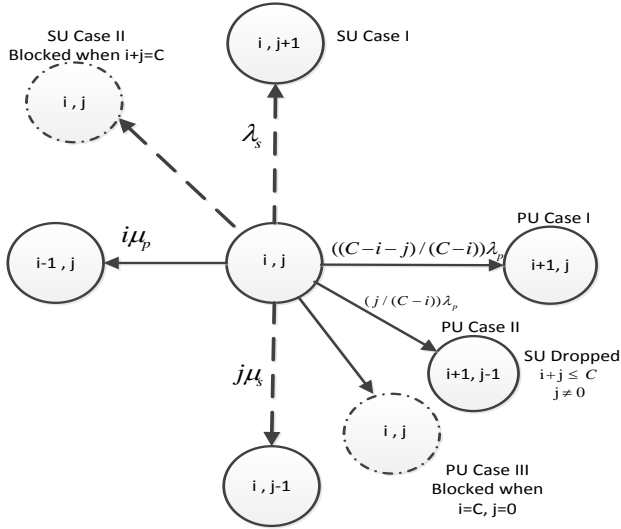 SU Case II
Blocked when i+j=C
i , j
i , j+1
SU Case I
λs
PU Case I
iμp
((C−i−j)/(C−i))λp
i-1 , j
i , j
i+1, j
(j/(C−i))λp
PU Case II
SU Dropped
i+j ≤ C
j≠0
i+1, j-1
jμs
i , j
PU Case III
Blocked when
i=C, j=0
i , j-1